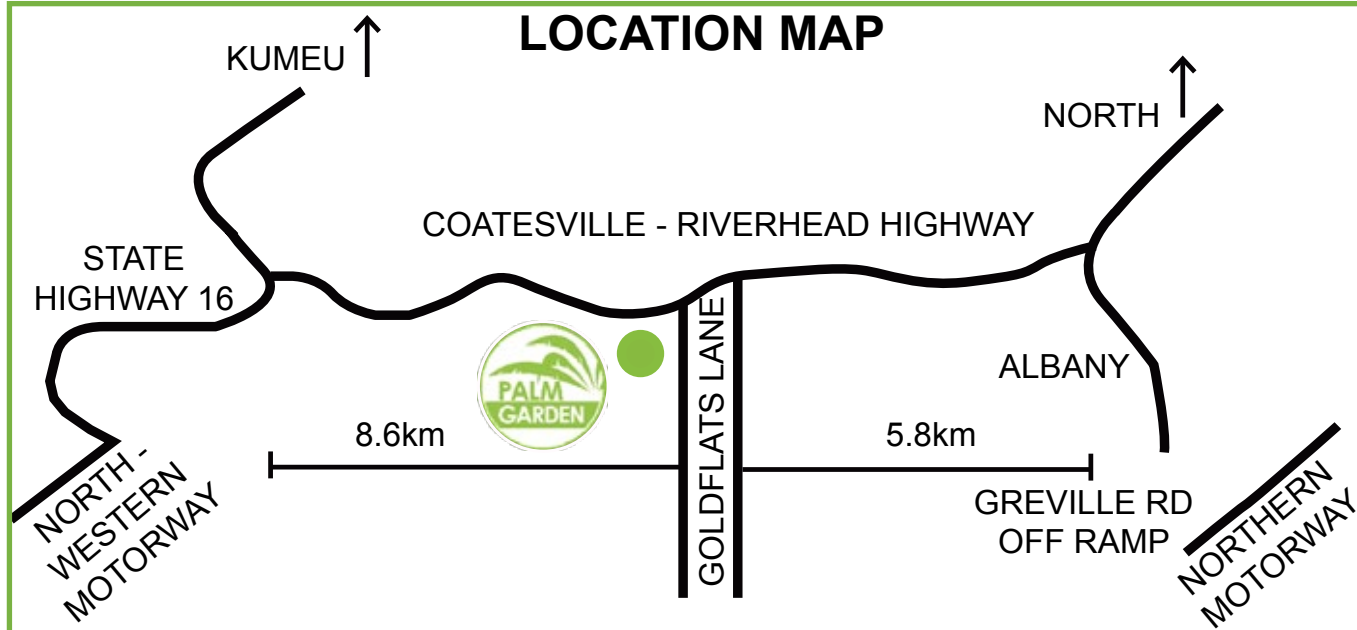 LOCATION MAP
KUMEU
NORTH
COATESVILLE - RIVERHEAD HIGHWAY
STATE
HIGHWAY 16
PALM
GARDEN
GOLDFLATS LANE
ALBANY
8.6km
5.8km
NORTH -
WESTERN
MOTORWAY
GREVILLE RD
OFF RAMP
NORTHERN
MOTORWAY